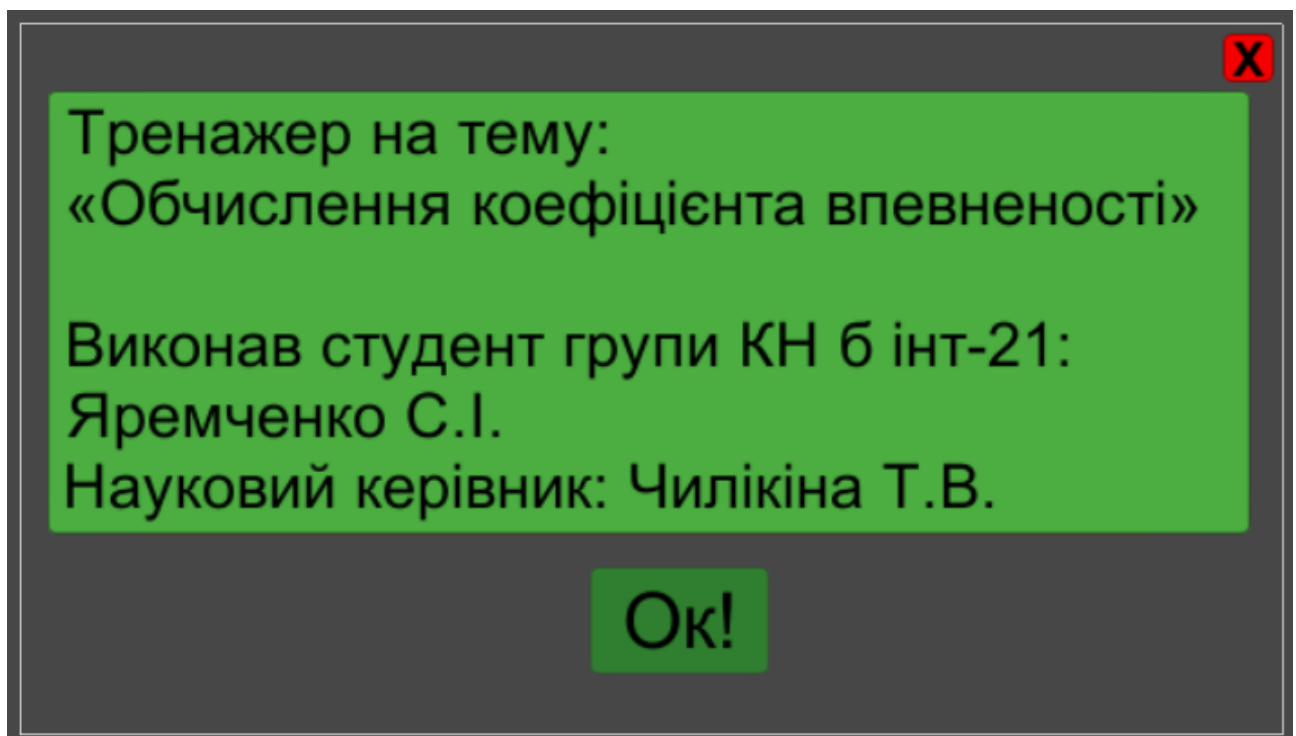 X
Тренажер на тему:
«Обчислення коефіцієнта впевненості»
Виконав студент групи КН б інт-21:
Яремченко С.І.
Науковий керівник: Чилікіна Т.В.
Ок!